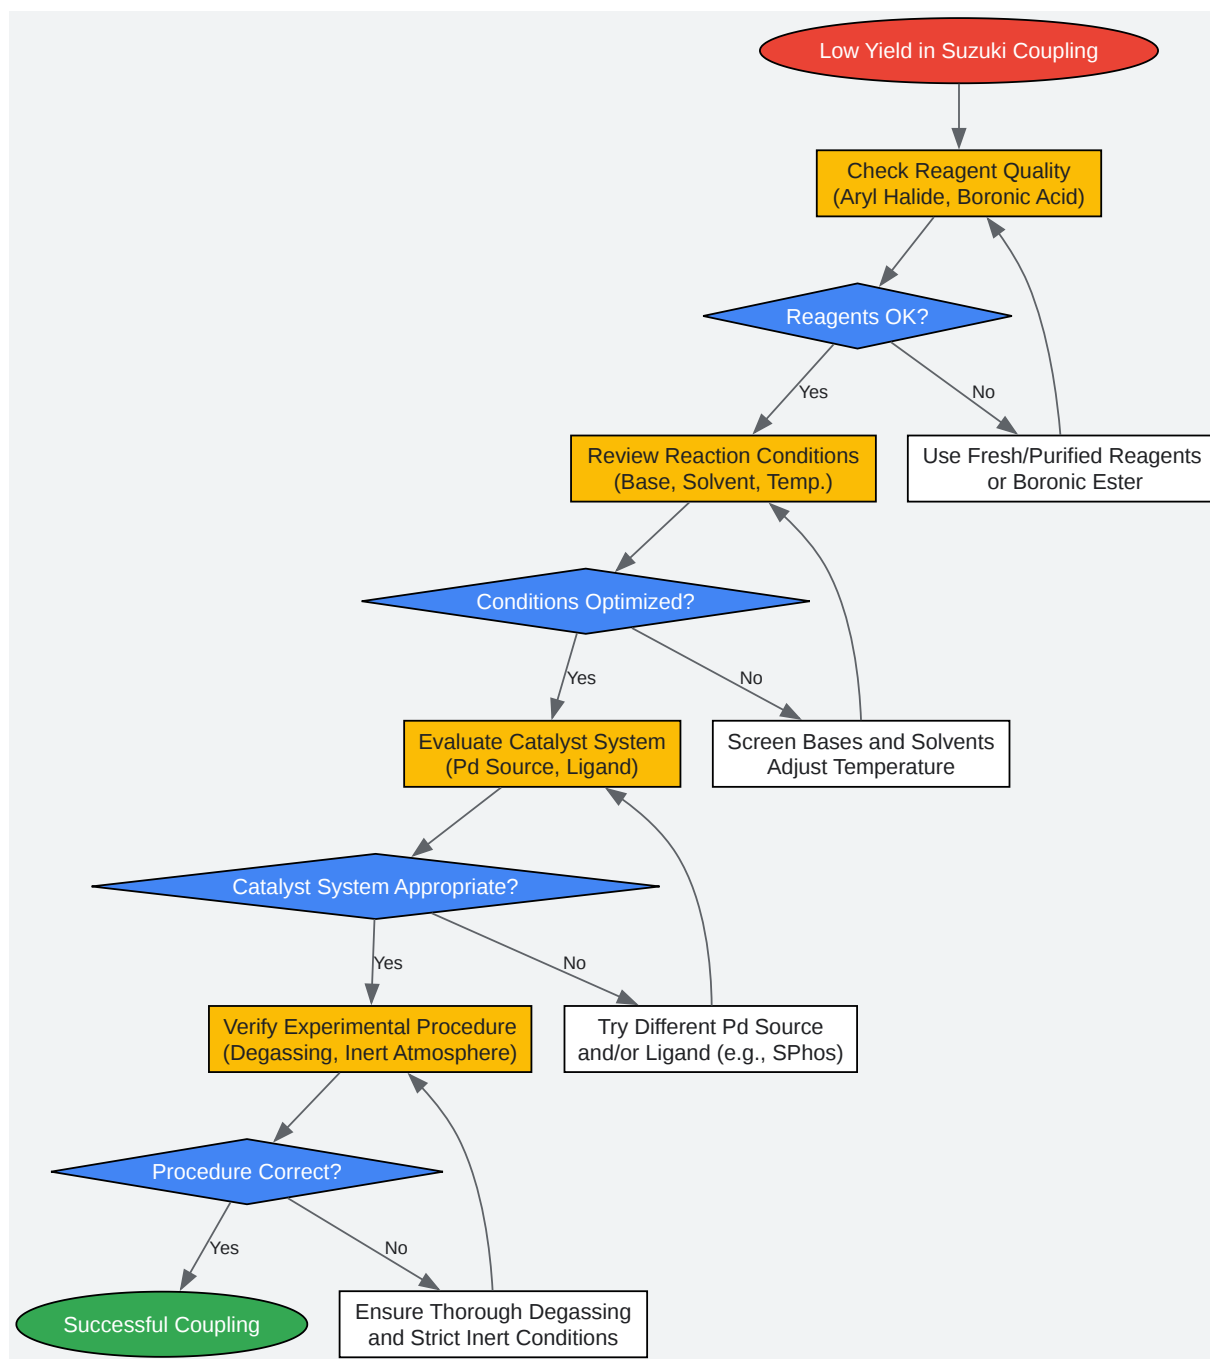 Low Yield in Suzuki Coupling
Check Reagent Quality
(Aryl Halide, Boronic Acid)
Reagents OK?
Yes
No
Review Reaction Conditions
(Base, Solvent, Temp.)
Use Fresh/Purified Reagents
or Boronic Ester
Conditions Optimized?
Yes
No
Evaluate Catalyst System
(Pd Source, Ligand)
Screen Bases and Solvents
Adjust Temperature
Catalyst System Appropriate?
Yes
No
Verify Experimental Procedure
(Degassing, Inert Atmosphere)
Try Different Pd Source
and/or Ligand (e.g., SPhos)
Procedure Correct?
Yes
No
Successful Coupling
Ensure Thorough Degassing
and Strict Inert Conditions